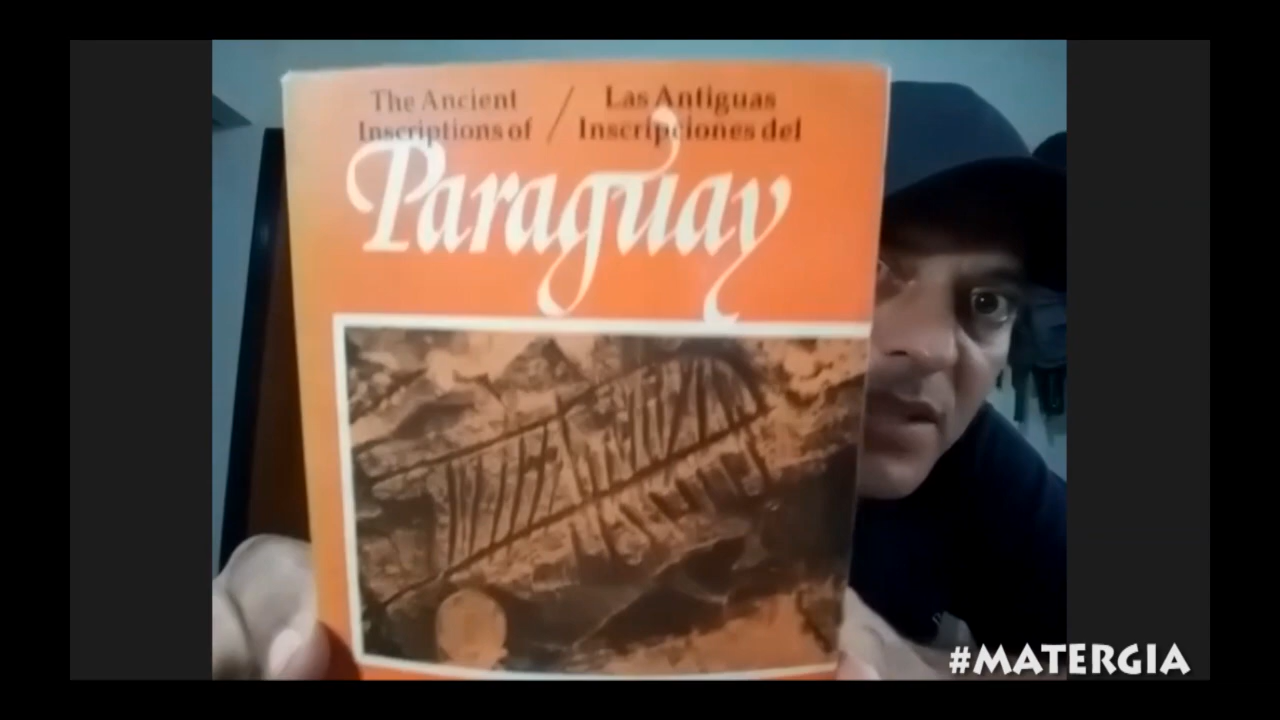 The Ancient / Las Antiguas
Inscriptions of / Inscripciones del
Paraguay
#MATERGIA